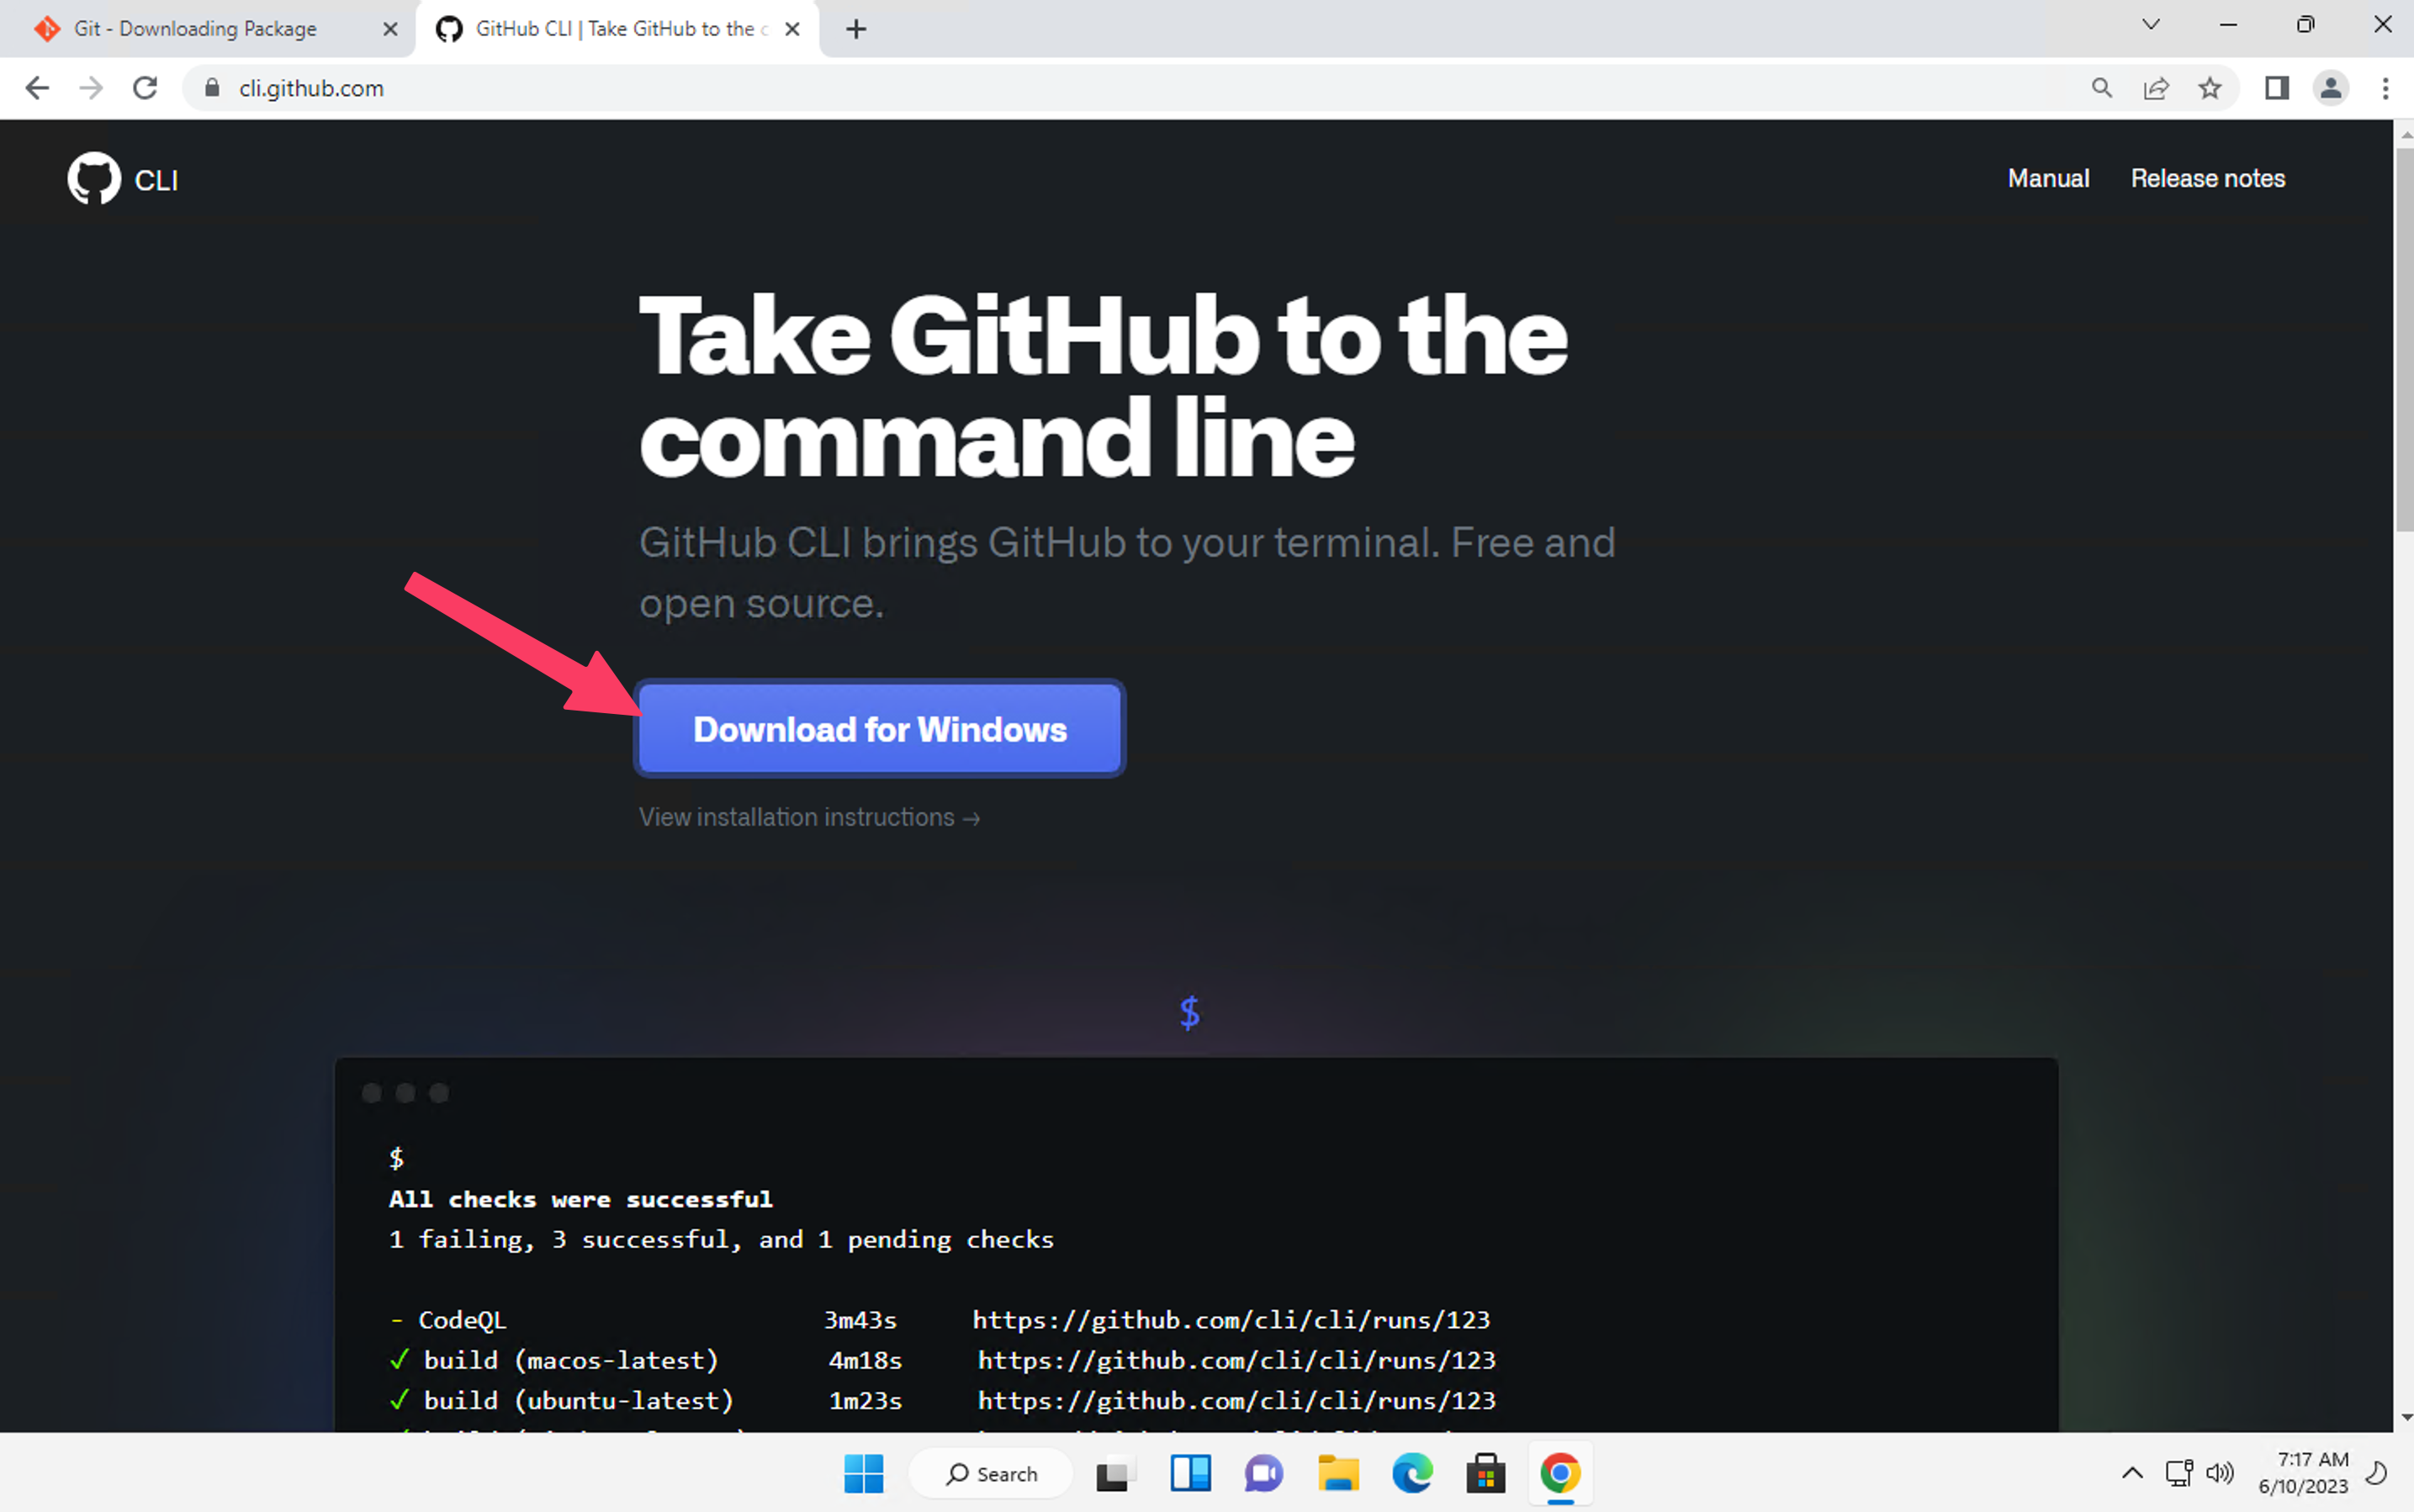 Git - Downloading Package
GitHub CLI | Take GitHub to the c
cli.github.com
CLI
Manual
Release notes
Take GitHub to the
command line
GitHub CLI brings GitHub to your terminal. Free and
open source.
Download for Windows
View installation instructions →
$
$
All checks were successful
1 failing, 3 successful, and 1 pending checks
- CodeQL 3m43s https://github.com/cli/cli/runs/123
✓ build (macos-latest) 4m18s https://github.com/cli/cli/runs/123
✓ build (ubuntu-latest) 1m23s https://github.com/cli/cli/runs/123
Search
7:17 AM
6/10/2023